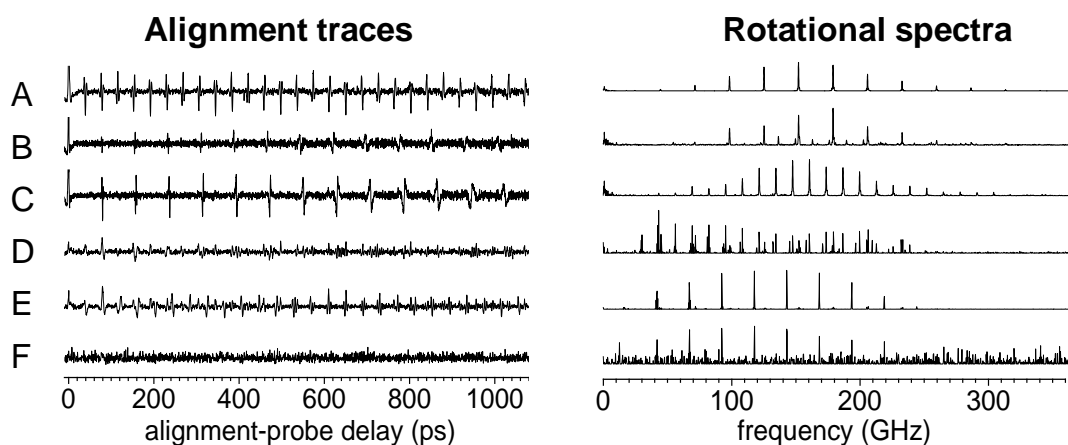 Alignment traces
Rotational spectra
A
B
C
D
E
F
0 200 400 600 800 1000
alignment-probe delay (ps)
0 100 200 300
frequency (GHz)